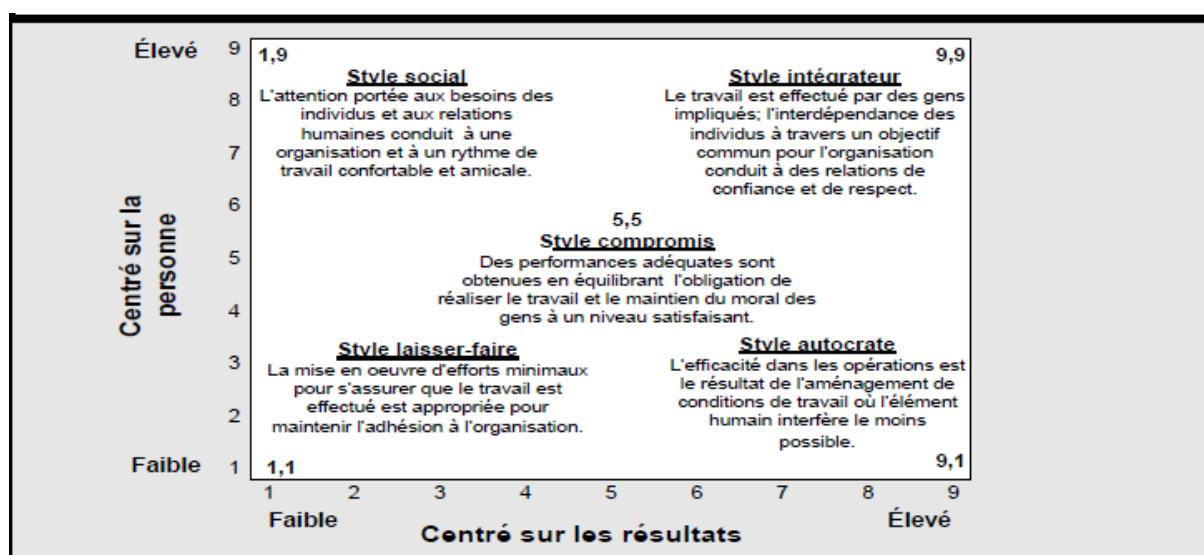 Élevé
9
1,9
9,9
Style social
L'attention portée aux besoins des
individus et aux relations
humaines conduit à une
organisation et à un rythme de
travail confortable et amicale.
Style intégrateur
Le travail est effectué par des gens
impliqués; l'interdépendance des
individus à travers un objectif
commun pour l'organisation
conduit à des relations de
confiance et de respect.
8
7
6
5
4
3
2
Centré sur la
personne
5,5
Style compromis
Des performances adéquates sont
obtenues en équilibrant l'obligation de
réaliser le travail et le maintien du moral des
gens à un niveau satisfaisant.
Style laisser-faire
La mise en oeuvre d'efforts minimaux
pour s'assurer que le travail est
effectué est appropriée pour
maintenir l'adhésion à l'organisation.
Style autocrate
L'efficacité dans les opérations est
le résultat de l'aménagement de
conditions de travail où l'élément
humain interfère le moins
possible.
Faible
1
1,1
9,1
1 2 3 4 5 6 7 8 9
Faible
Élevé
Centré sur les résultats